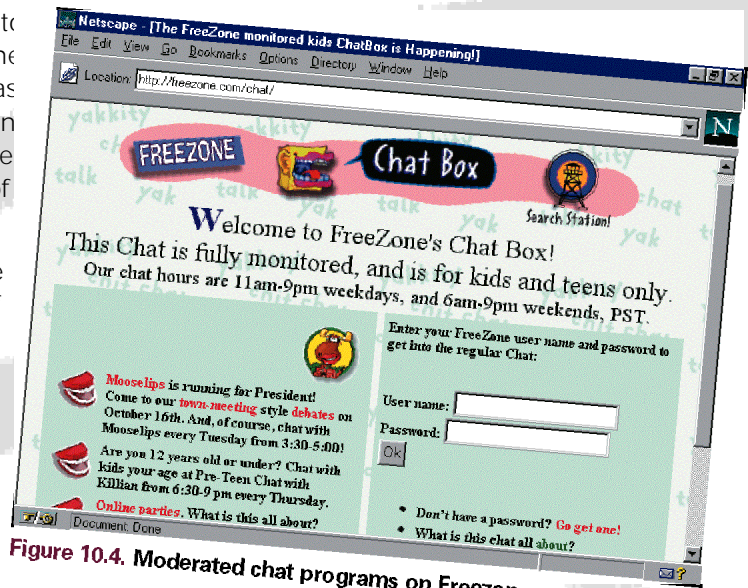 Netscape - [The FreeZone monitored kids ChatBox is Happening!]
File Edit View Go Bookmarks Options Directory Window Help
Location: http://freezone.com/chat/
N
yakkity
FREEZONE
Chat Box
Search Station!
talk yak talk talk yak chat yak
Welcome to FreeZone's Chat Box!
This Chat is fully monitored, and is for kids and teens only.
Our chat hours are 11am-9pm weekdays, and 6am-9pm weekends, PST.
Mooselips is running for President!
Come to our town-meeting style debates on
October 16th. And, of course, chat with
Mooselips every Tuesday from 3:30-5:00!
Are you 12 years old or under? Chat with
kids your age at Pre-Teen Chat with
Killian from 6:30-9 pm every Thursday.
Online parties. What is this all about?
Enter your FreeZone user name and password to
get into the regular Chat:
User name:
Password:
Ok
• Don't have a password? Go get one!
• What is this chat all about?
Document: Done
Figure 10.4. Moderated chat programs on